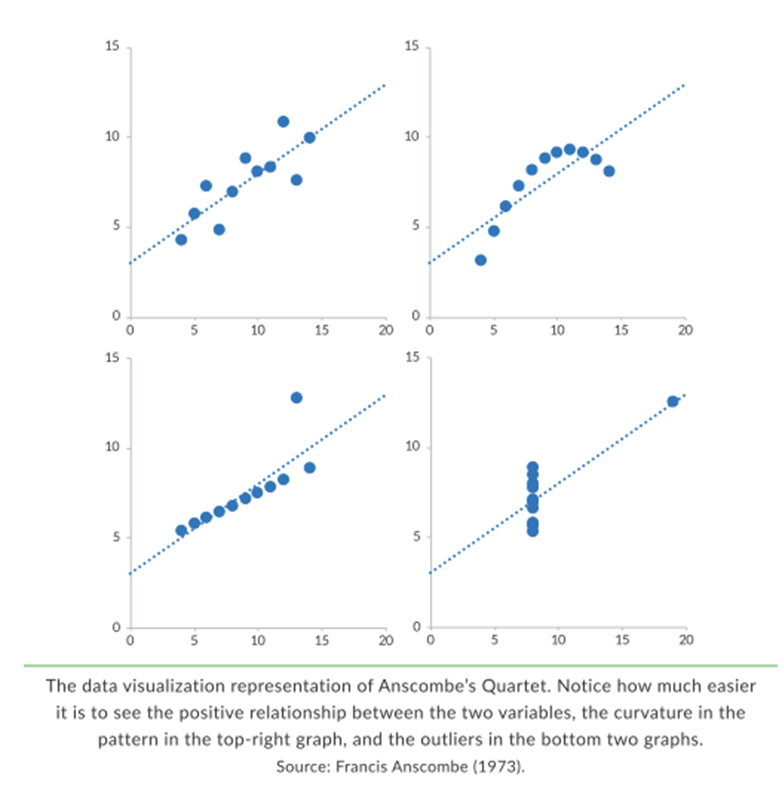 15
10
5
0
0 5 10 15 20
15
10
5
0
0 5 10 15 20
15
10
5
0
0 5 10 15 20
15
10
5
0
0 5 10 15 20
The data visualization representation of Anscombe's Quartet. Notice how much easier
it is to see the positive relationship between the two variables, the curvature in the
pattern in the top-right graph, and the outliers in the bottom two graphs.
Source: Francis Anscombe (1973).